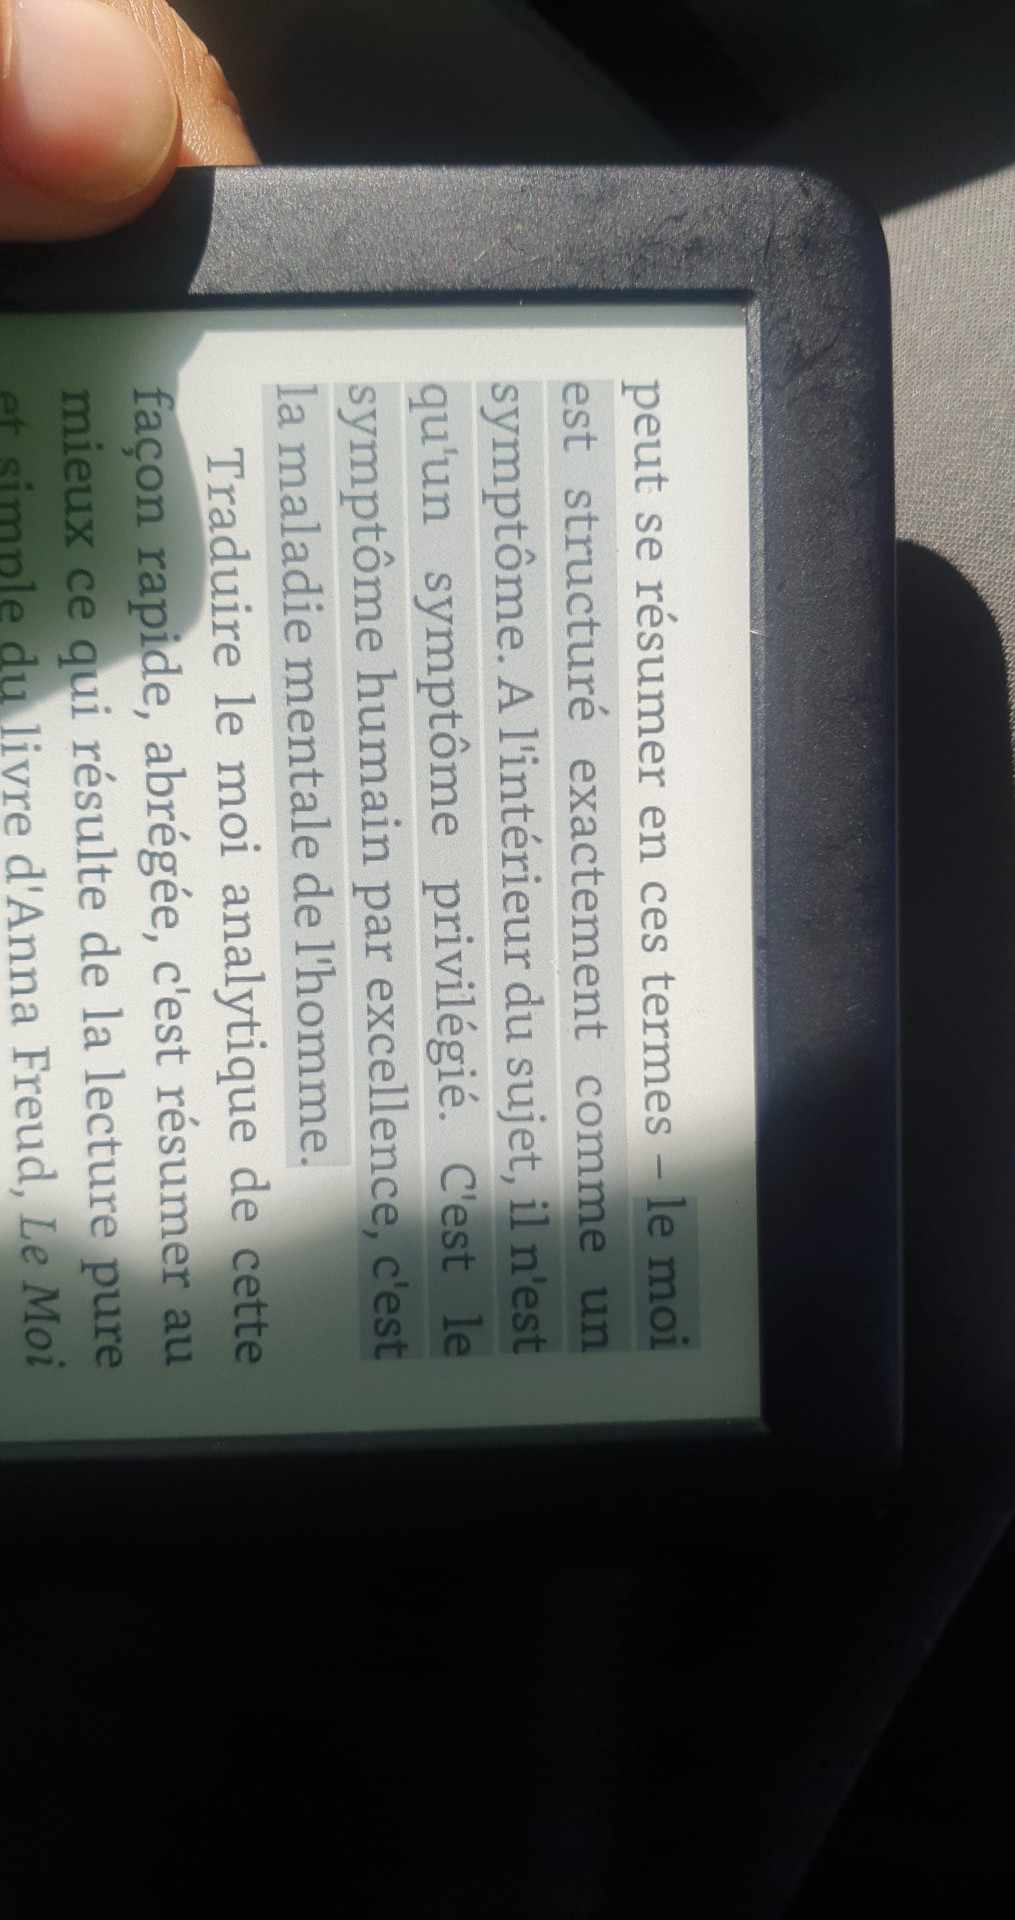 peut se résumer en ces termes – le moi
est structuré exactement comme un
symptôme. A l'intérieur du sujet, il n'est
qu'un symptôme privilégié. C'est le
symptôme humain par excellence, c'est
la maladie mentale de l'homme.
Traduire le moi analytique de cette
façon rapide, abrégée, c'est résumer au
mieux ce qui résulte de la lecture pure
et simple du livre d'Anna Freud, Le Moi